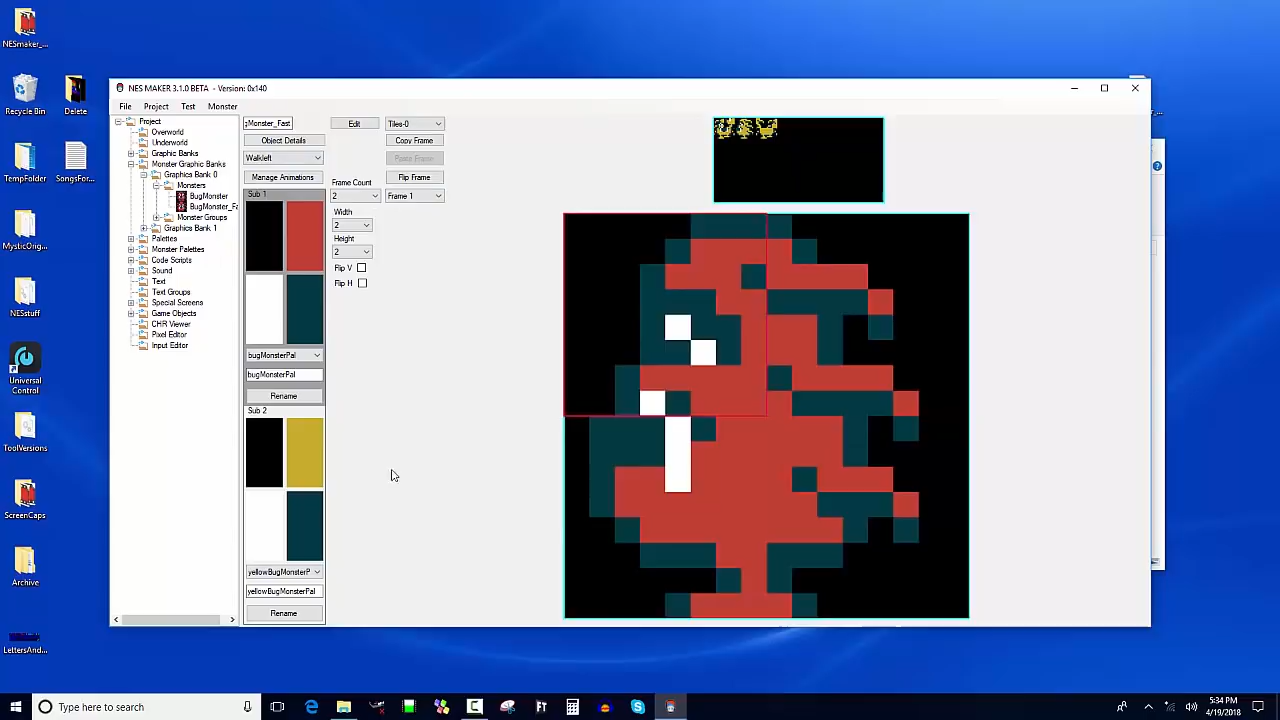 NESmaker_...
Recycle Bin
Delete
TempFolder
SongsFor...
MysticOrig...
NESstuff
Universal
Control
ToolVersions
ScreenCaps
Archive
LettersAnd...
NES MAKER 3.1.0 BETA - Version: 0x140
File Project Test Monster
Project
Overworld
Underworld
Graphic Banks
Monster Graphic Banks
Graphics Bank 0
Monsters
BugMonster
BugMonster_Fa
Monster Groups
Graphics Bank 1
Palettes
Monster Palettes
Code Scripts
Sound
Text
Text Groups
Special Screens
Game Objects
CHR Viewer
Pixel Editor
Input Editor
Monster_Fast
Object Details
Walkleft
Manage Animations
Sub 1
bugMonsterPal
bugMonsterPal
Rename
Sub 2
yellowBugMonsterP
yellowBugMonsterPal
Rename
Edit
Tiles-0
Copy Frame
Paste Frame
Flip Frame
Frame Count
2
Frame 1
Width
2
Height
2
Flip V
Flip H
Type here to search
5:34 PM
4/19/2018